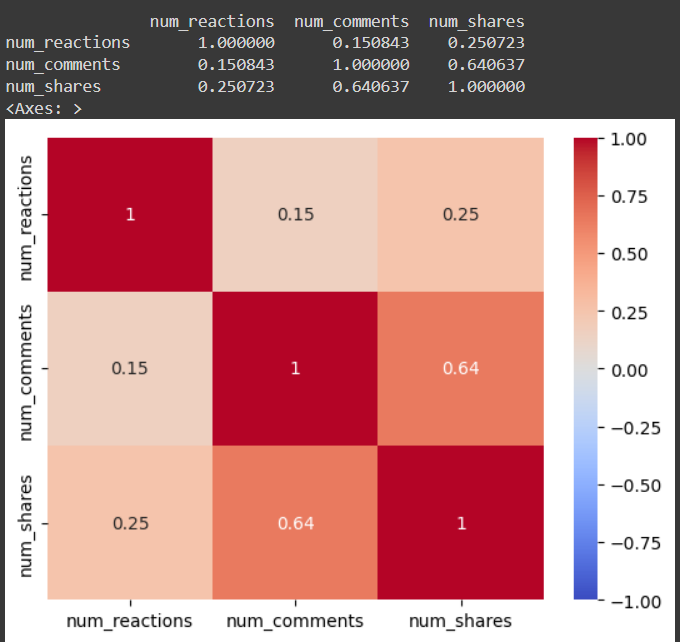 num_reactions num_comments num_shares
num_reactions 1.000000 0.150843 0.250723
num_comments 0.150843 1.000000 0.640637
num_shares 0.250723 0.640637 1.000000
<Axes: >
num_reactions
1 0.15 0.25
num_comments
0.15 1 0.64
num_shares
0.25 0.64 1
num_reactions num_comments num_shares
1.00
0.75
0.50
0.25
0.00
−0.25
−0.50
−0.75
−1.00